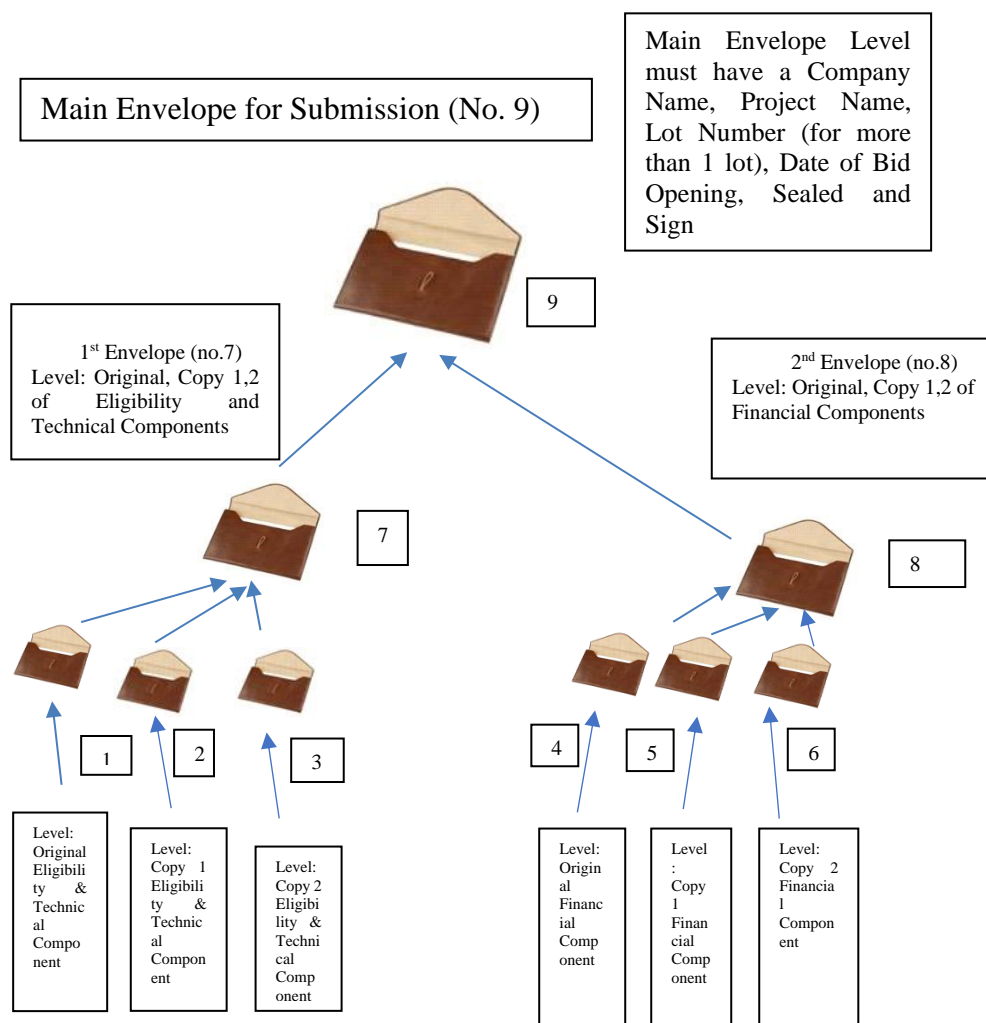 Main Envelope Level
must have a Company
Name, Project Name,
Lot Number (for more
than 1 lot), Date of Bid
Opening, Sealed and
Sign
Main Envelope for Submission (No. 9)
9
1st Envelope (no.7)
Level: Original, Copy 1,2
of Eligibility and
Technical Components
2nd Envelope (no.8)
Level: Original, Copy 1,2 of
Financial Components
7
8
1
2
3
4
5
6
Level:
Original
Eligibili
ty &
Technic
al
Compo
nent
Level:
Copy 1
Eligibili
ty &
Technic
al
Compon
ent
Level:
Copy 2
Eligibi
lity &
Techni
cal
Comp
onent
Level:
Origin
al
Financ
ial
Comp
onent
Level
:
Copy
1
Finan
cial
Comp
onent
Level:
Copy 2
Financia
l
Compon
ent